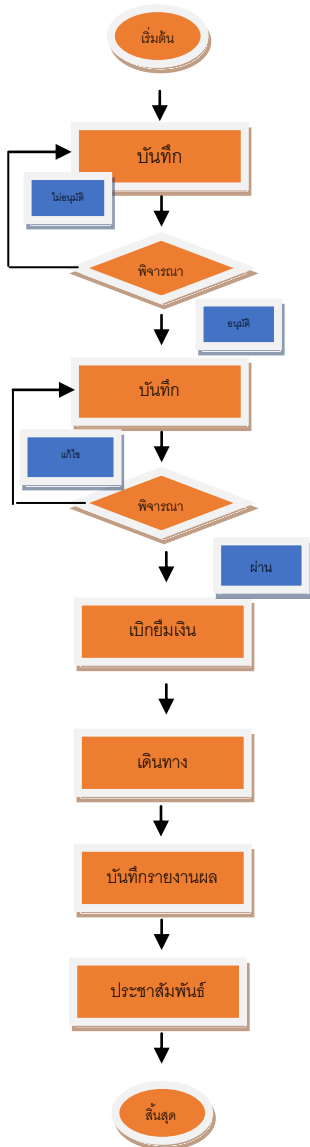 เริ่มต้น
บันทึก
ไม่อนุมัติ
พิจารณา
อนุมัติ
บันทึก
แก้ไข
พิจารณา
ผ่าน
เบิกยืมเงิน
เดินทาง
บันทึกรายงานผล
ประชาสัมพันธ์
สิ้นสุด